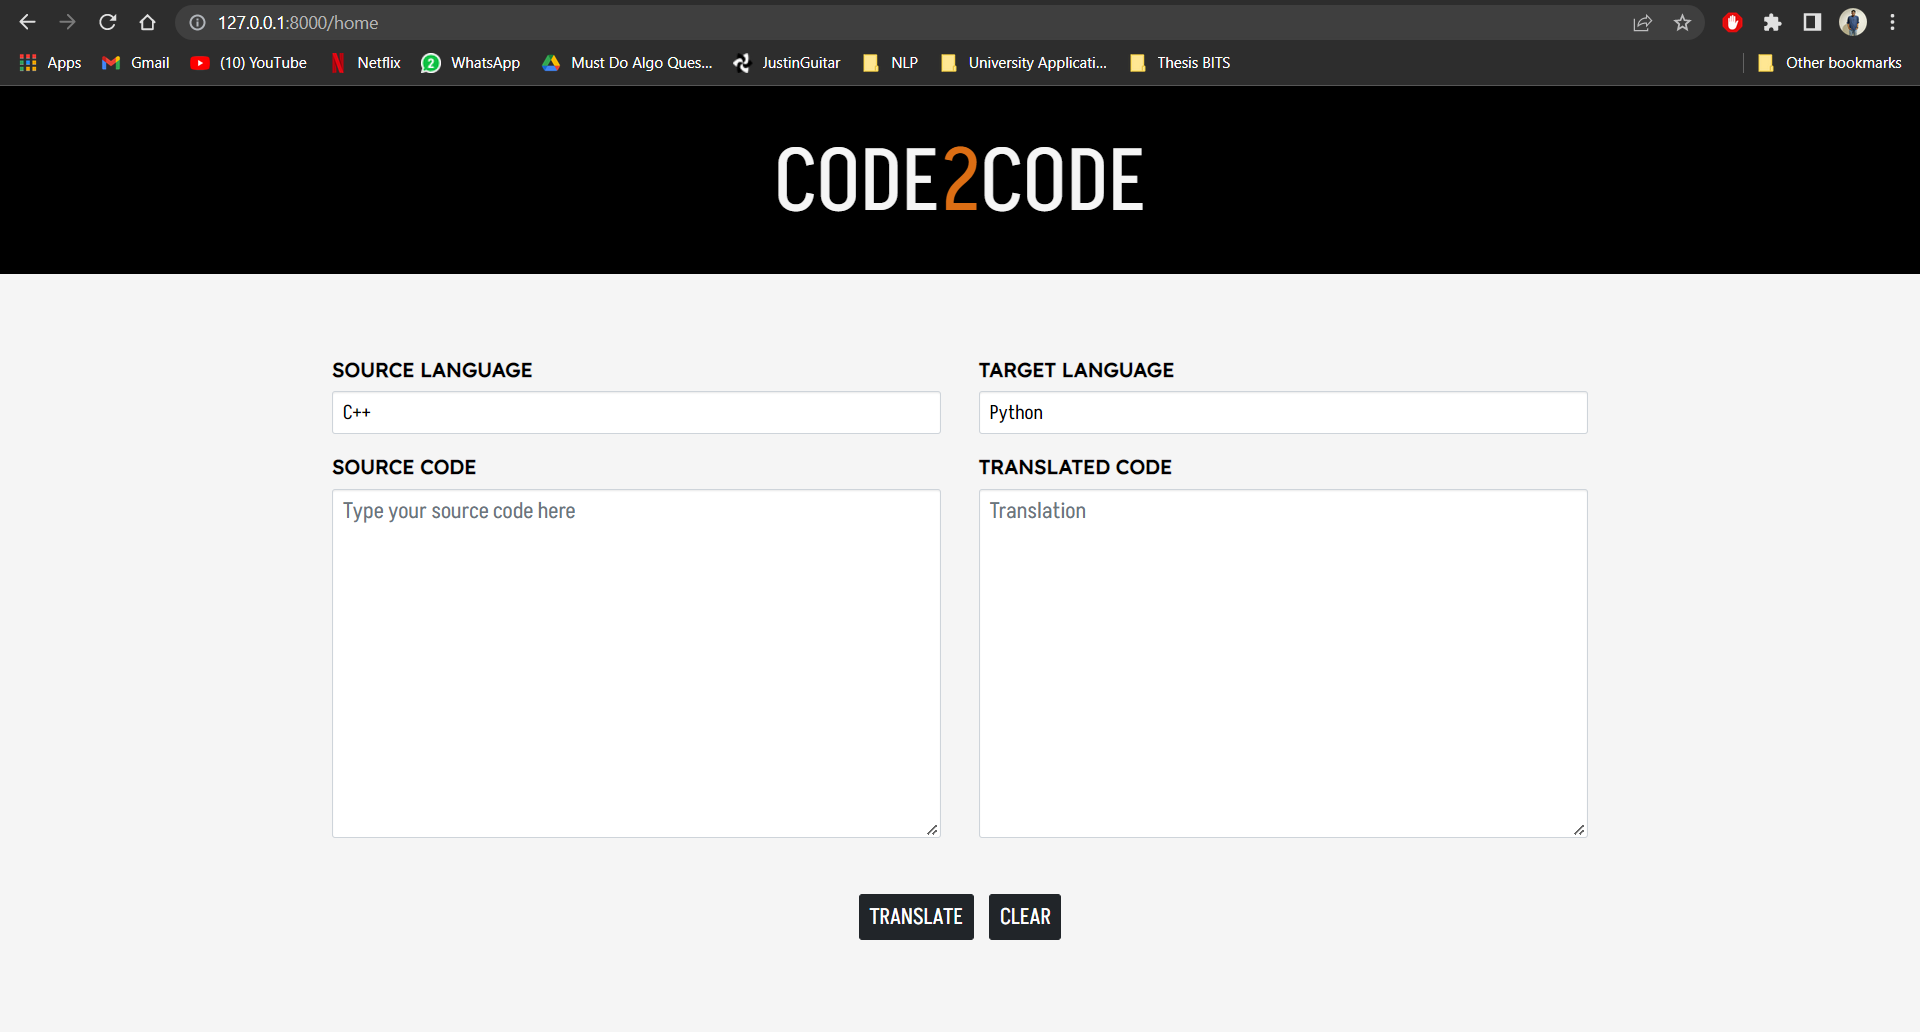 127.0.0.1:8000/home
Apps Gmail (10) YouTube Netflix 2 WhatsApp Must Do Algo Ques... JustinGuitar NLP University Applicati... Thesis BITS Other bookmarks
CODE2CODE
SOURCE LANGUAGE
C++
SOURCE CODE
Type your source code here
TARGET LANGUAGE
Python
TRANSLATED CODE
Translation
TRANSLATE CLEAR